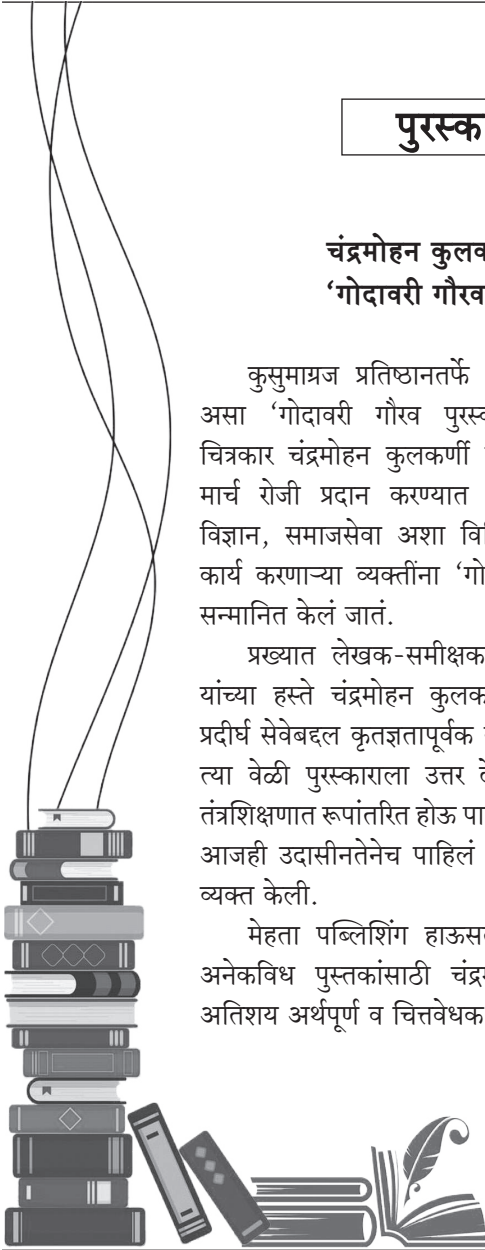 पुरस्क
चंद्रमोहन कुलक
‘गोदावरी गौरव
कुसुमाग्रज प्रतिष्ठानतर्फे
असा ‘गोदावरी गौरव पुरस्क
चित्रकार चंद्रमोहन कुलकर्णी
मार्च रोजी प्रदान करण्यात
विज्ञान, समाजसेवा अशा वि
कार्य करणाऱ्या व्यक्तींना ‘गो
सन्मानित केलं जातं.
प्रख्यात लेखक-समीक्षक
यांच्या हस्ते चंद्रमोहन कुलक
प्रदीर्घ सेवेबद्दल कृतज्ञतापूर्वक
त्या वेळी पुरस्काराला उत्तर दे
तंत्रशिक्षणात रूपांतरित होऊ पा
आजही उदासीनतेनेच पाहिलं
व्यक्त केली.
मेहता पब्लिशिंग हाऊस
अनेकविध पुस्तकांसाठी चंद्रम
अतिशय अर्थपूर्ण व चित्तवेधक